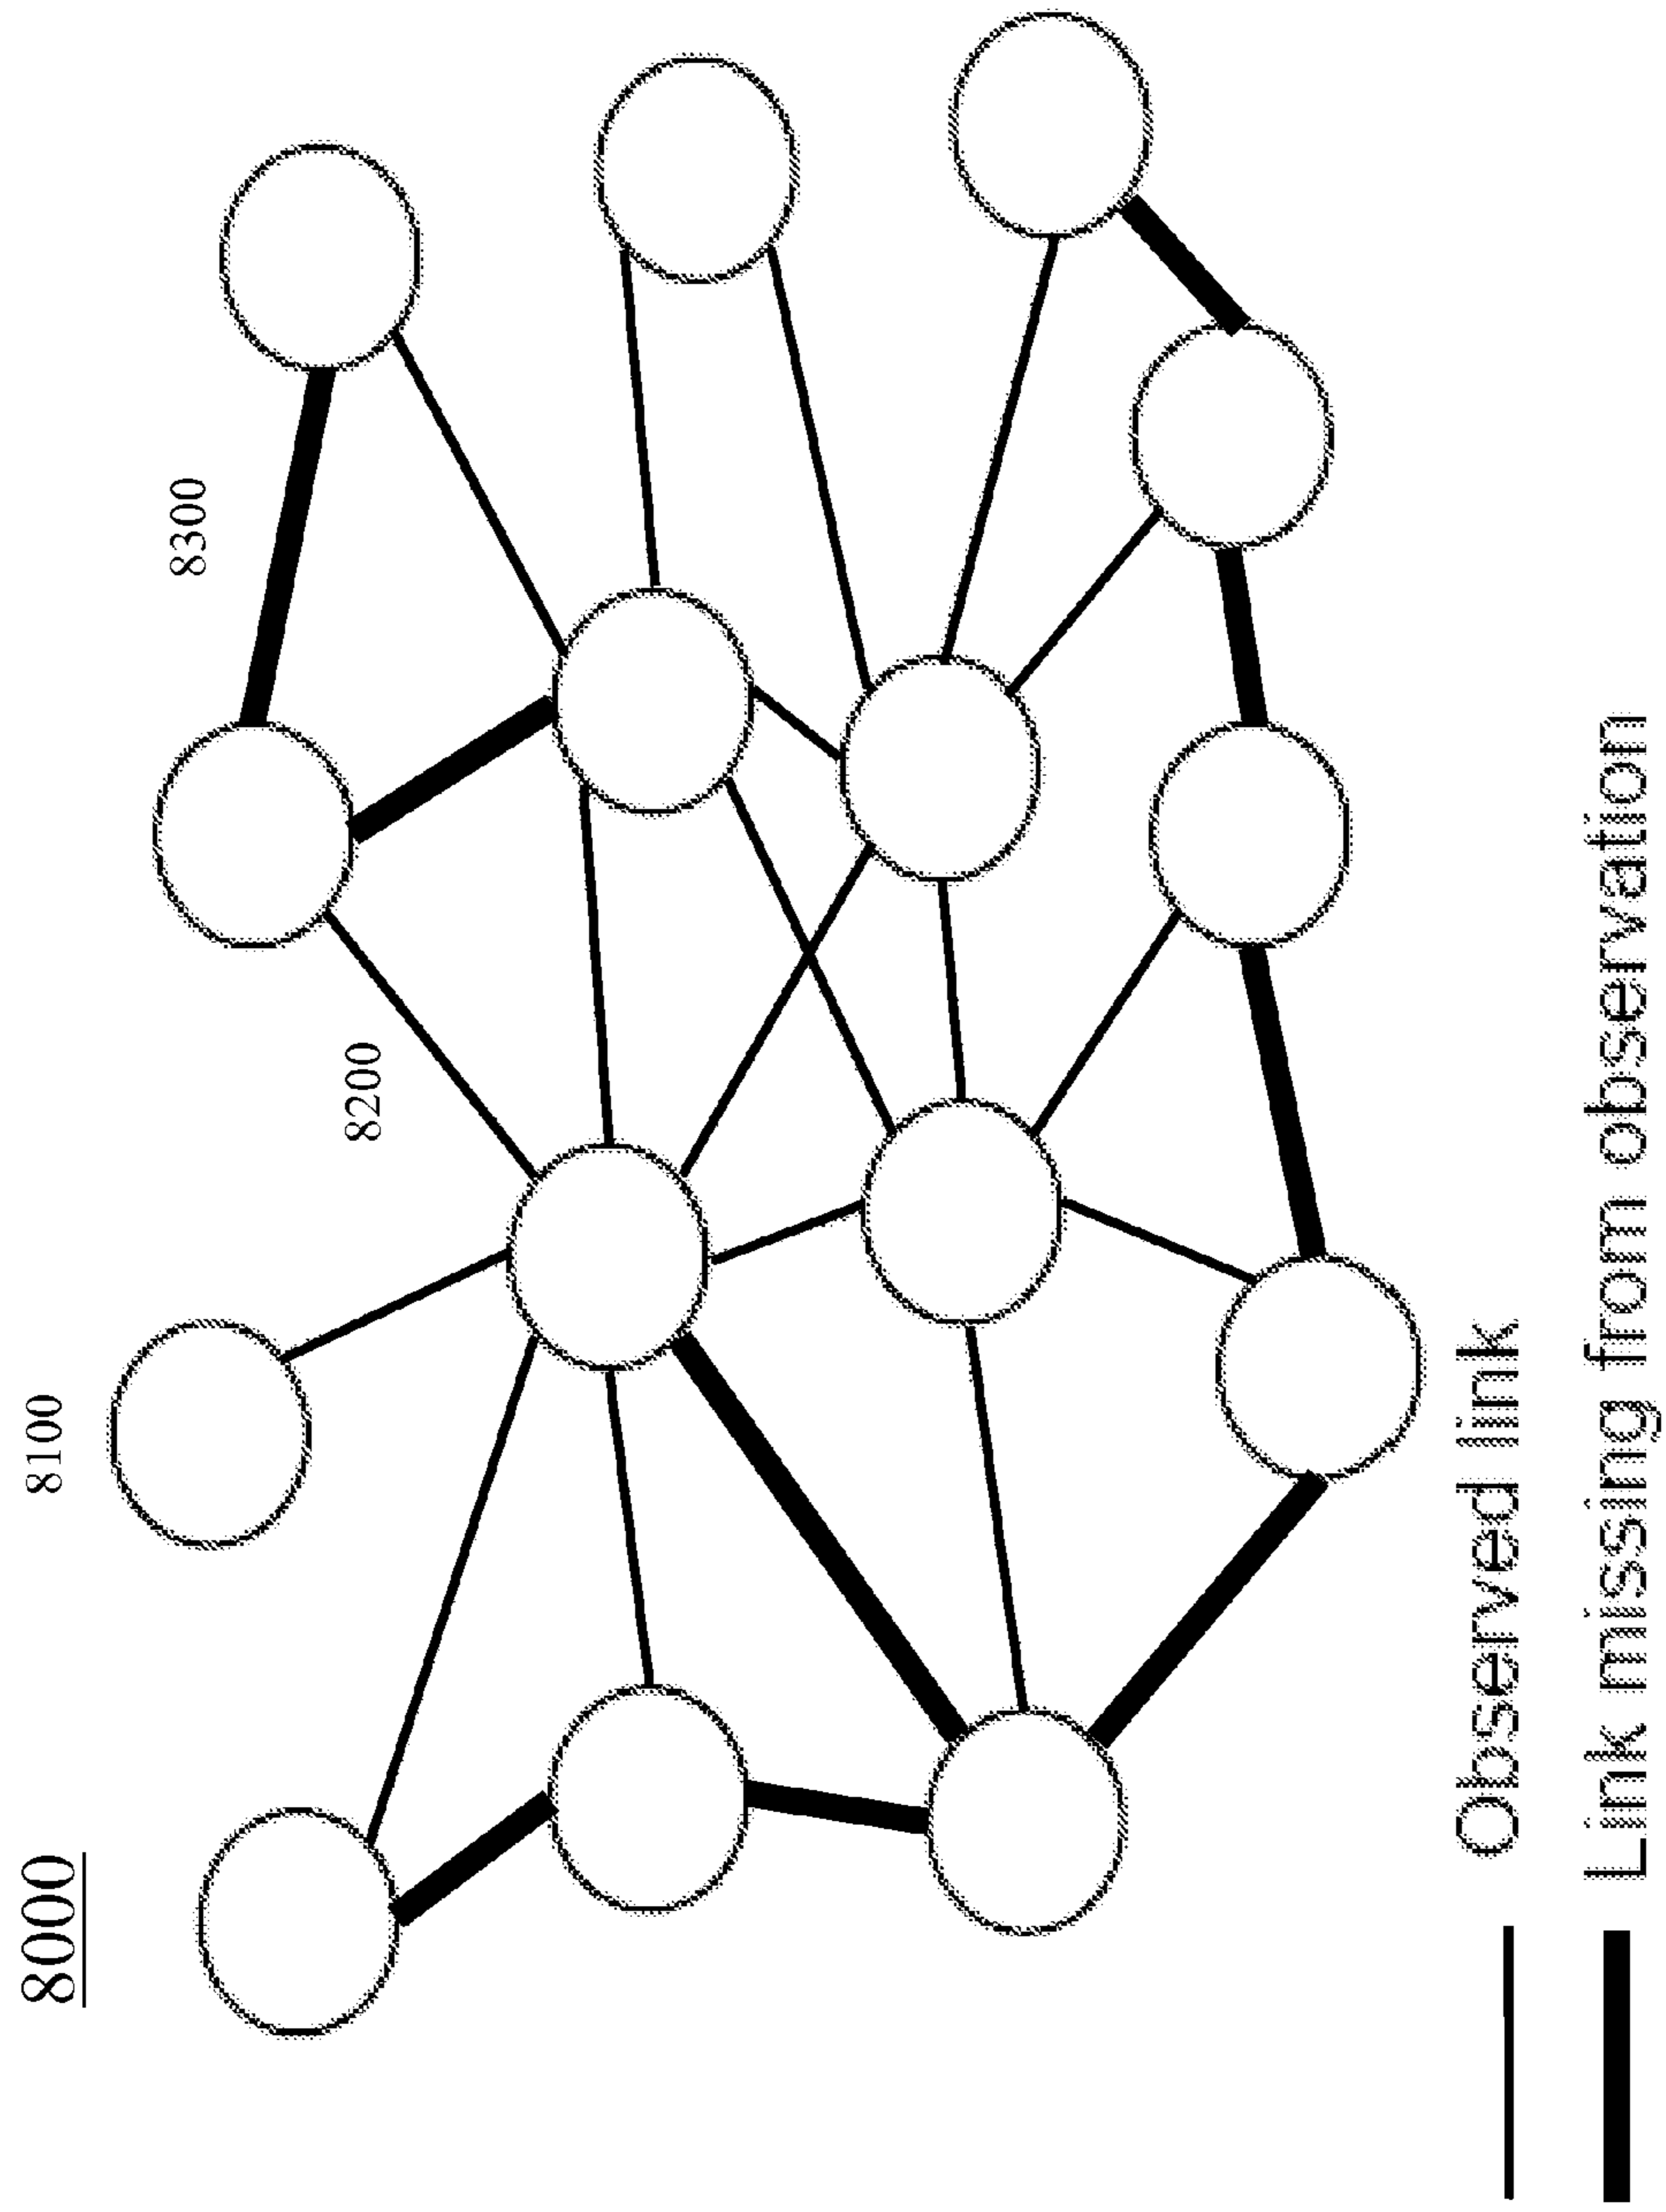 8000
8100
8200
8300
Observed link
Link missing from observation